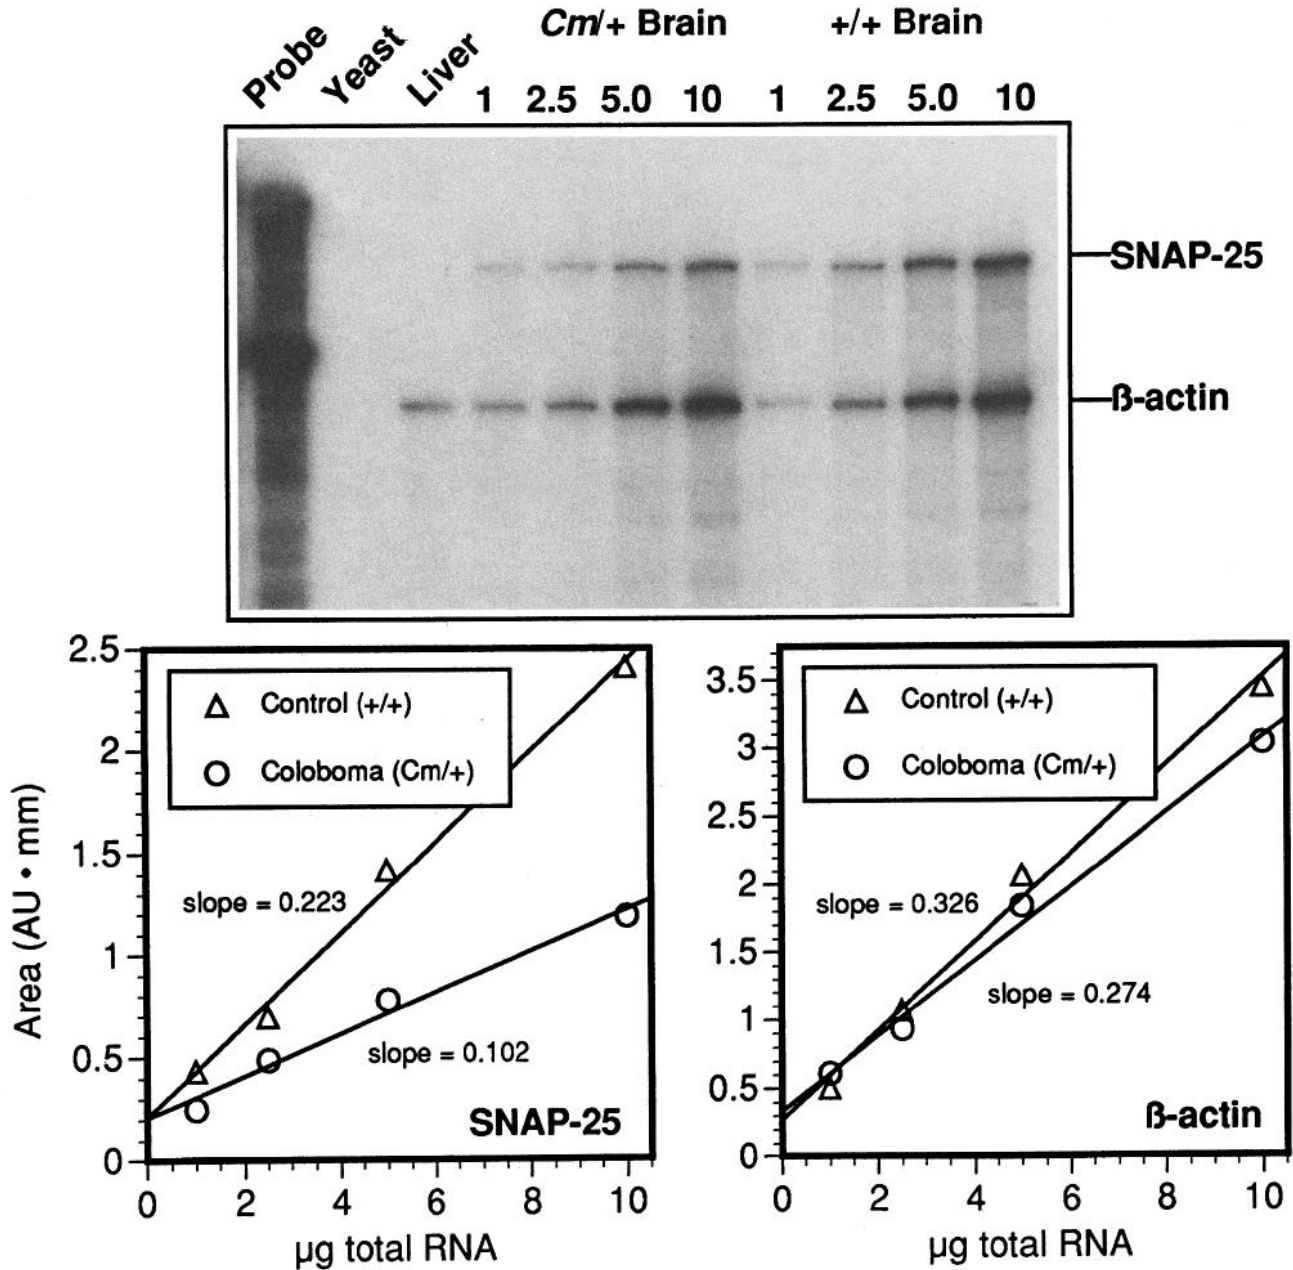 Probe Yeast Liver
Cm/+ Brain +/+ Brain
1 2.5 5.0 10 1 2.5 5.0 10
SNAP-25
ß-actin
Area (AU • mm)
2.5
2
1.5
1
0.5
0
Control (+/+)
Coloboma (Cm/+)
slope = 0.223
slope = 0.102
SNAP-25
0 2 4 6 8 10
µg total RNA
3.5
3
2.5
2
1.5
1
0.5
0
Control (+/+)
Coloboma (Cm/+)
slope = 0.326
slope = 0.274
ß-actin
0 2 4 6 8 10
µg total RNA